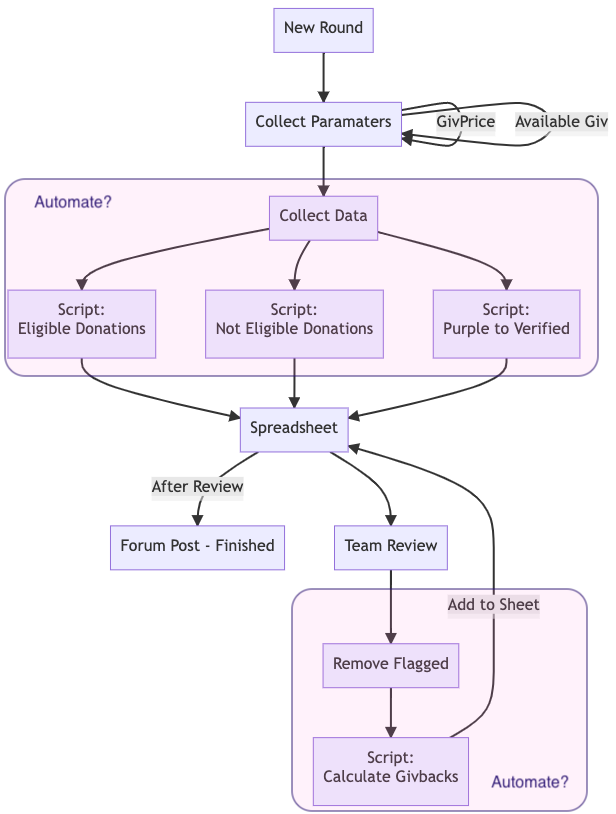 New Round
Collect Paramaters
GivPrice
Available Giv
Automate?
Collect Data
Script:
Eligible Donations
Script:
Not Eligible Donations
Script:
Purple to Verified
Spreadsheet
After Review
Forum Post - Finished
Team Review
Add to Sheet
Remove Flagged
Script:
Calculate Givbacks
Automate?